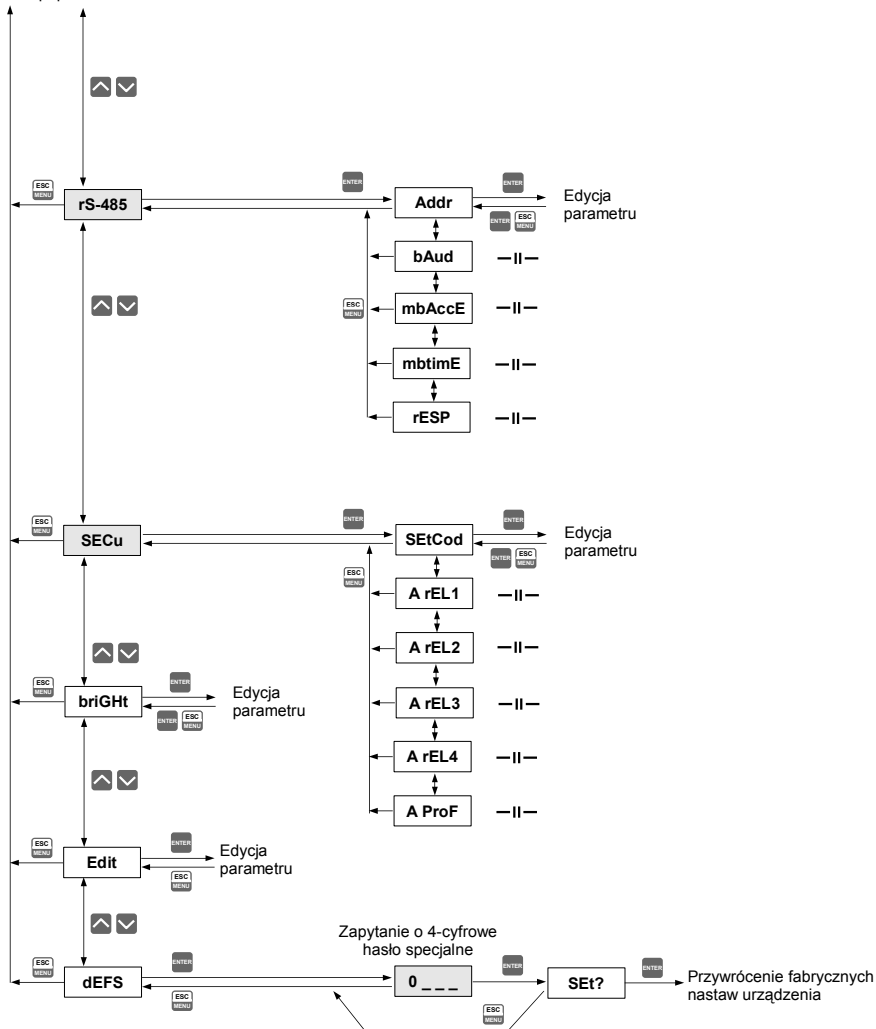 ESC
MENU
rS-485
ENTER
Addr
ENTER
ENTER
ESC
MENU
Edycja
parametru
bAud
—II—
ESC
MENU
mbAccE
—II—
mbtimE
—II—
rESP
—II—
ESC
MENU
SECu
ENTER
SEtCod
ENTER
ENTER
ESC
MENU
Edycja
parametru
ESC
MENU
A rEL1
—II—
A rEL2
—II—
A rEL3
—II—
A rEL4
—II—
A ProF
—II—
ESC
MENU
briGHt
ENTER
ENTER
ESC
MENU
Edycja
parametru
ESC
MENU
Edit
ENTER
ESC
MENU
Edycja
parametru
ESC
MENU
dEFS
ENTER
ESC
MENU
Zapytanie o 4-cyfrowe
hasło specjalne
0 _ _ _
ENTER
ESC
MENU
SEt?
ENTER
Przywrócenie fabrycznych
nastaw urządzenia